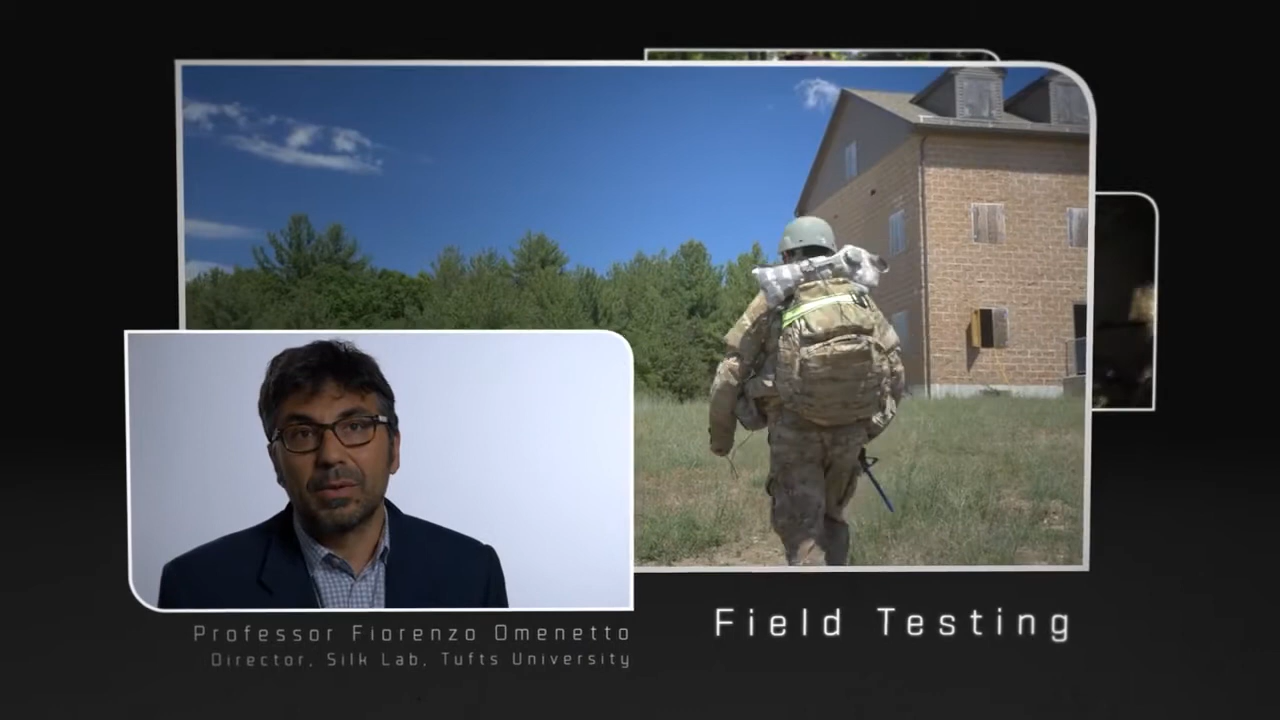 Professor Fiorenzo Omenetto
Director, Silk Lab, Tufts University
Field Testing